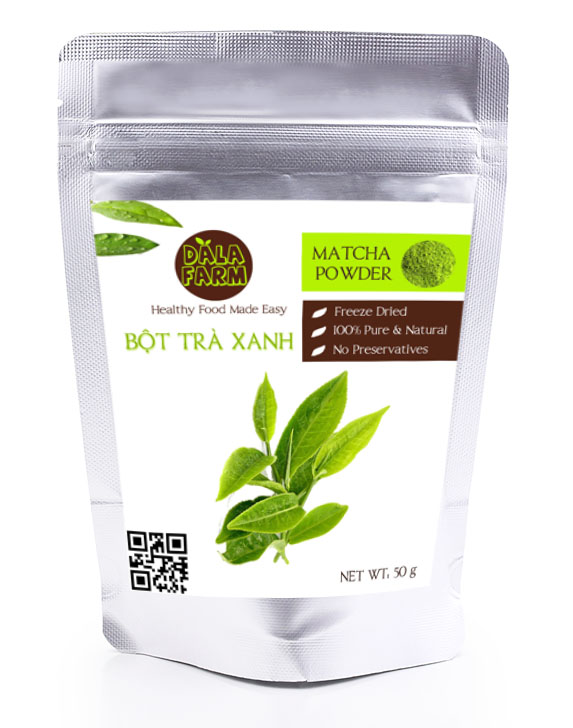 DALA
FARM
Healthy Food Made Easy
BỘT TRÀ XANH
MATCHA
POWDER
Freeze Dried
100% Pure & Natural
No Preservatives
NET WT. 50 g